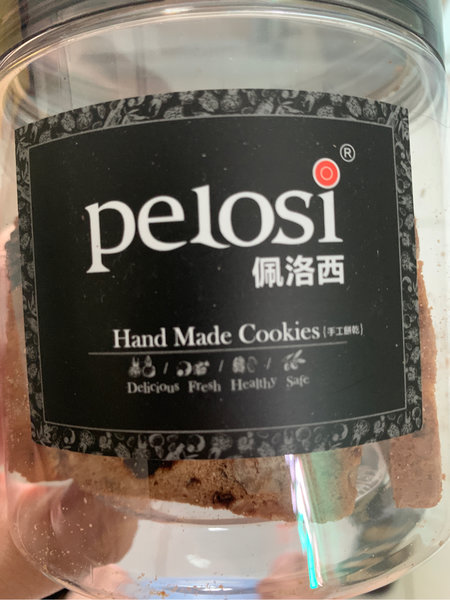 pelosi®
佩洛西
Hand Made Cookies {手工餅乾}
/ / /
Delicious Fresh Healthy Safe